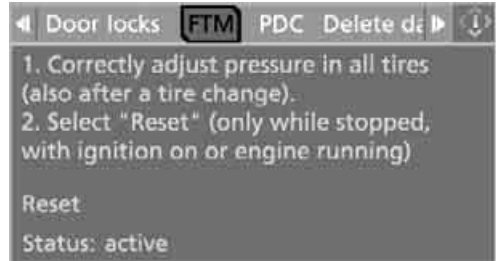 Door locks FTM PDC Delete da
1. Correctly adjust pressure in all tires
(also after a tire change).
2. Select "Reset" (only while stopped,
with ignition on or engine running)
Reset
Status: active